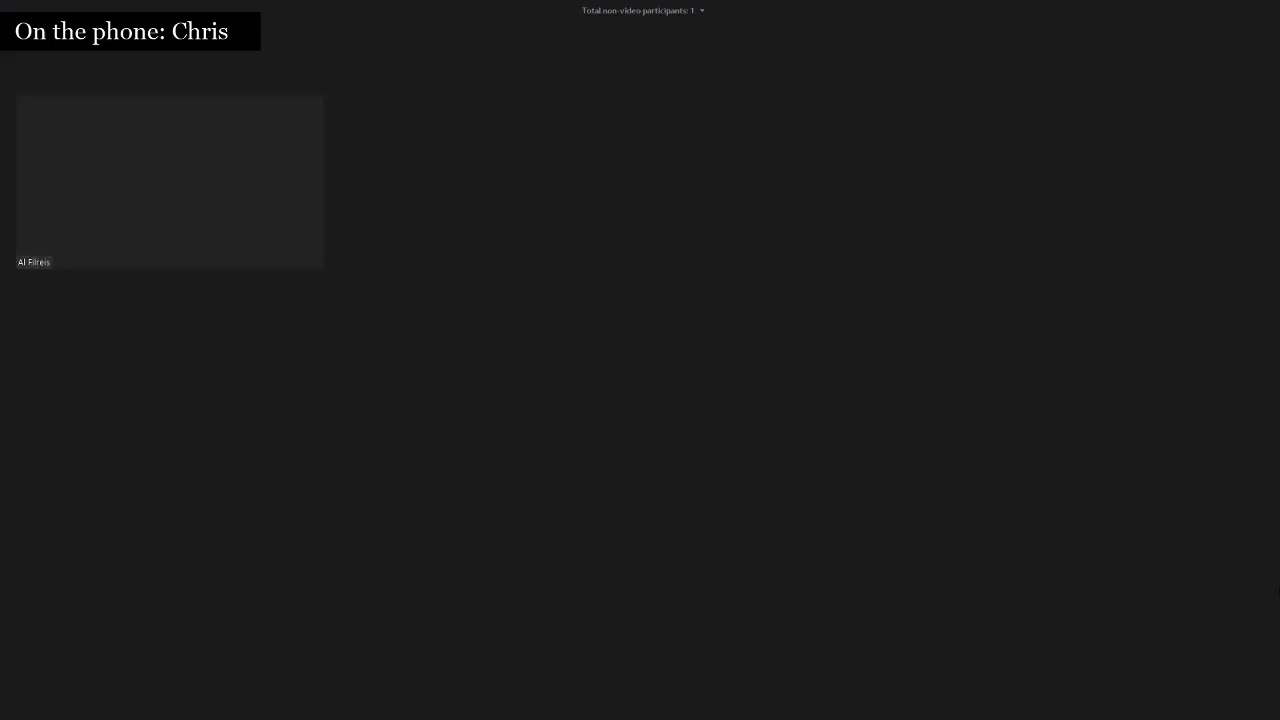 Total non-video participants: 1
On the phone: Chris
Al Filreis